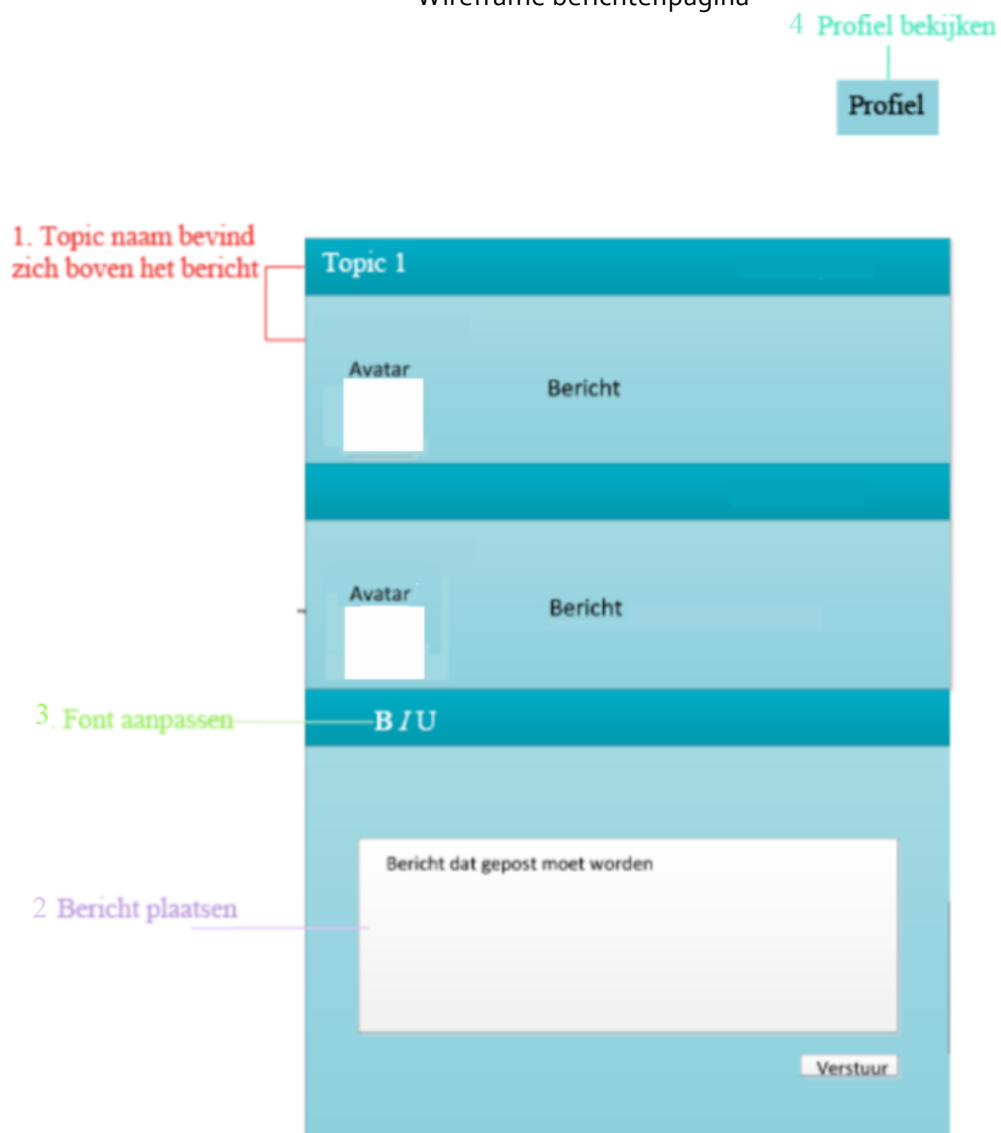 Wireframe berichtenpagina
4 Profiel bekijken
Profiel
1. Topic naam bevind
zich boven het bericht
Topic 1
Avatar
Bericht
Avatar
Bericht
3. Font aanpassen
B I U
Bericht dat gepost moet worden
2 Bericht plaatsen
Verstuur